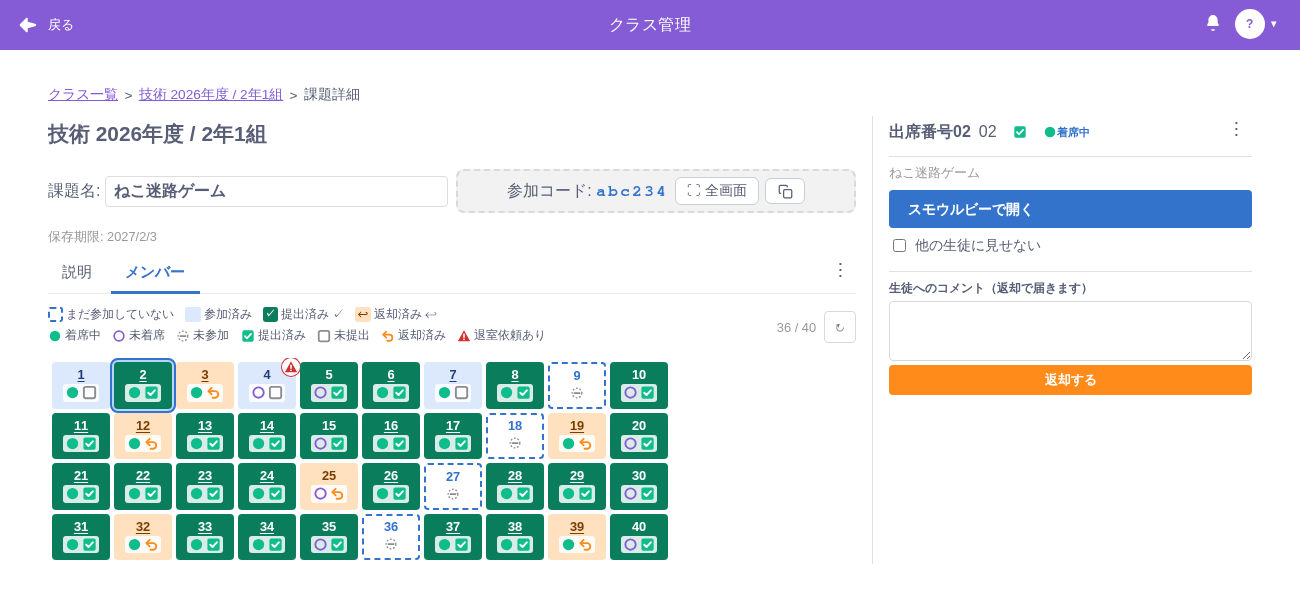 戻る
クラス管理
?
クラス一覧 > 技術 2026年度 / 2年1組 > 課題詳細
技術 2026年度 / 2年1組
課題名: ねこ迷路ゲーム
参加コード: abc234 全画面
保存期限: 2027/2/3
説明 メンバー
まだ参加していない 参加済み 提出済み ✓ 返却済み ↩
着席中 未着席 未参加 提出済み 未提出 返却済み 退室依頼あり
36 / 40
1 2 3 4 5 6 7 8 9 10
11 12 13 14 15 16 17 18 19 20
21 22 23 24 25 26 27 28 29 30
31 32 33 34 35 36 37 38 39 40
出席番号02 02 着席中
ねこ迷路ゲーム
スモウルビーで開く
他の生徒に見せない
生徒へのコメント（返却で届きます）
返却する